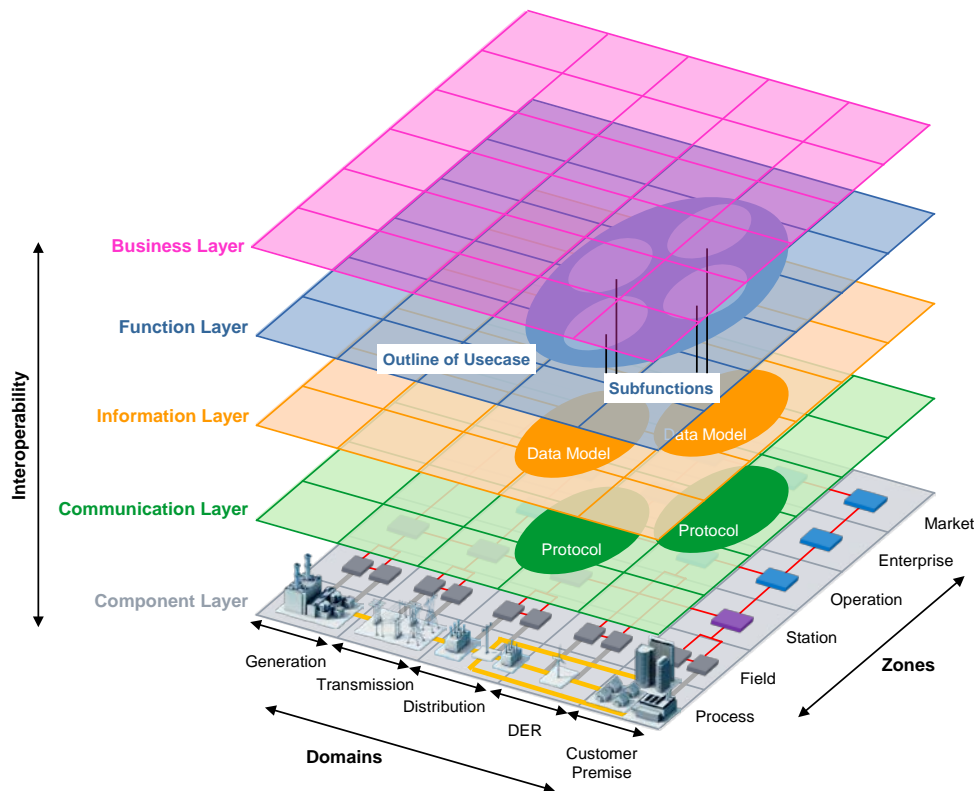 Business Layer
Function Layer
Outline of Usecase
Subfunctions
Information Layer
Data Model
Data Model
Communication Layer
Protocol
Protocol
Component Layer
Interoperability
Market
Enterprise
Operation
Station
Field
Process
Zones
Generation
Transmission
Distribution
DER
Customer
Premise
Domains